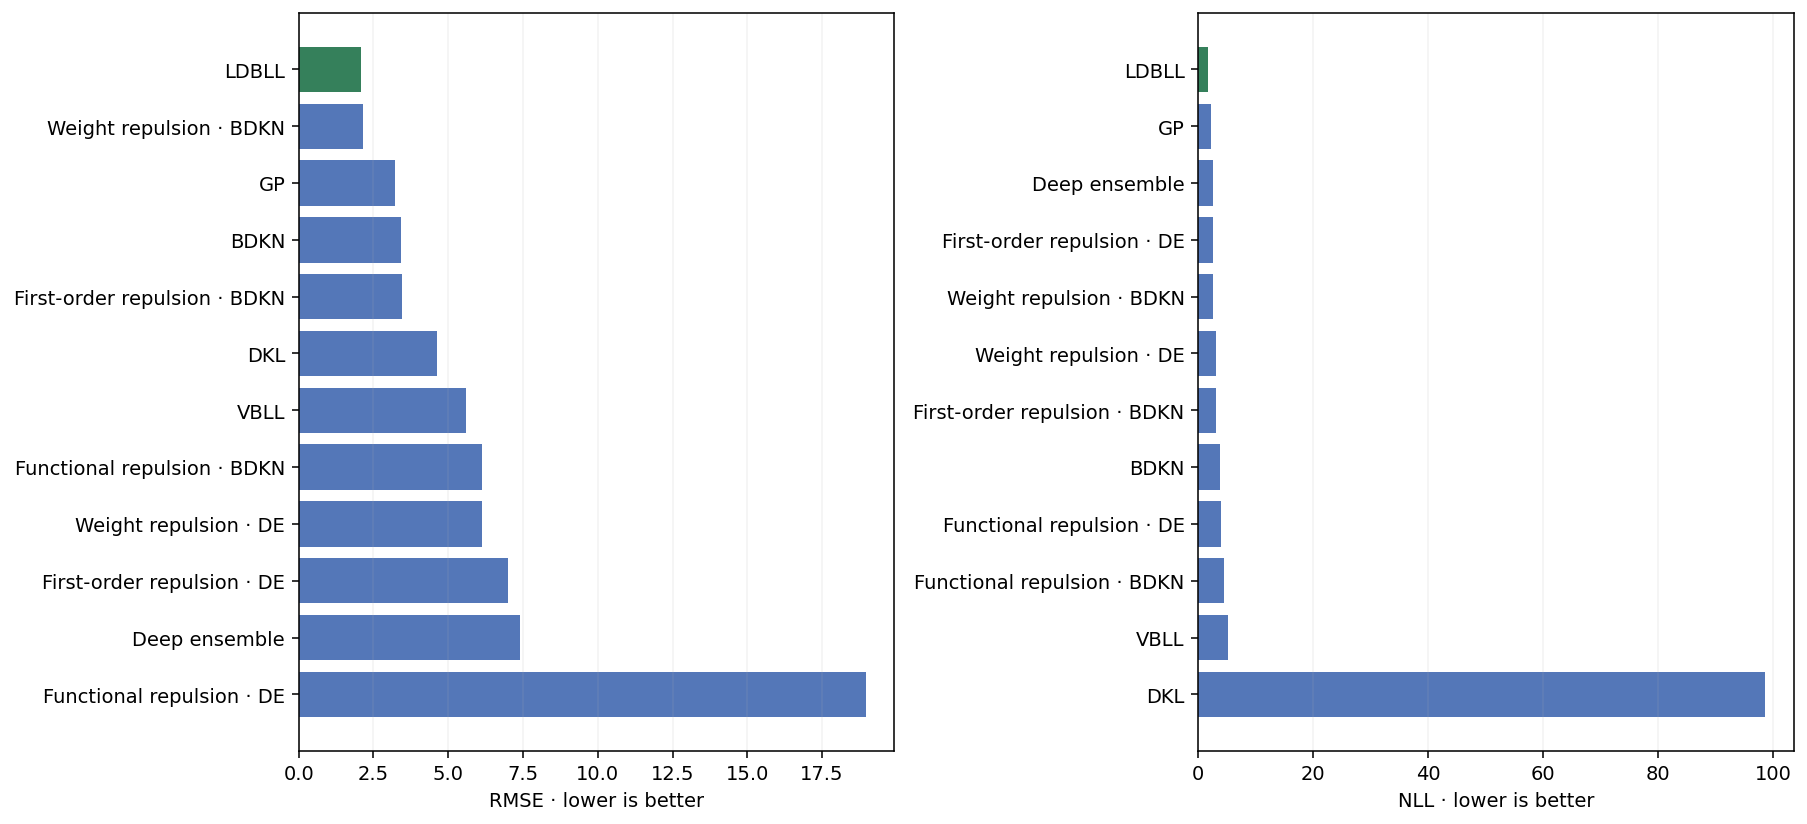 LDBLL
Weight repulsion · BDKN
GP
BDKN
First-order repulsion · BDKN
DKL
VBLL
Functional repulsion · BDKN
Weight repulsion · DE
First-order repulsion · DE
Deep ensemble
Functional repulsion · DE
0.0 2.5 5.0 7.5 10.0 12.5 15.0 17.5
RMSE · lower is better
LDBLL
GP
Deep ensemble
First-order repulsion · DE
Weight repulsion · BDKN
Weight repulsion · DE
First-order repulsion · BDKN
BDKN
Functional repulsion · DE
Functional repulsion · BDKN
VBLL
DKL
0 20 40 60 80 100
NLL · lower is better